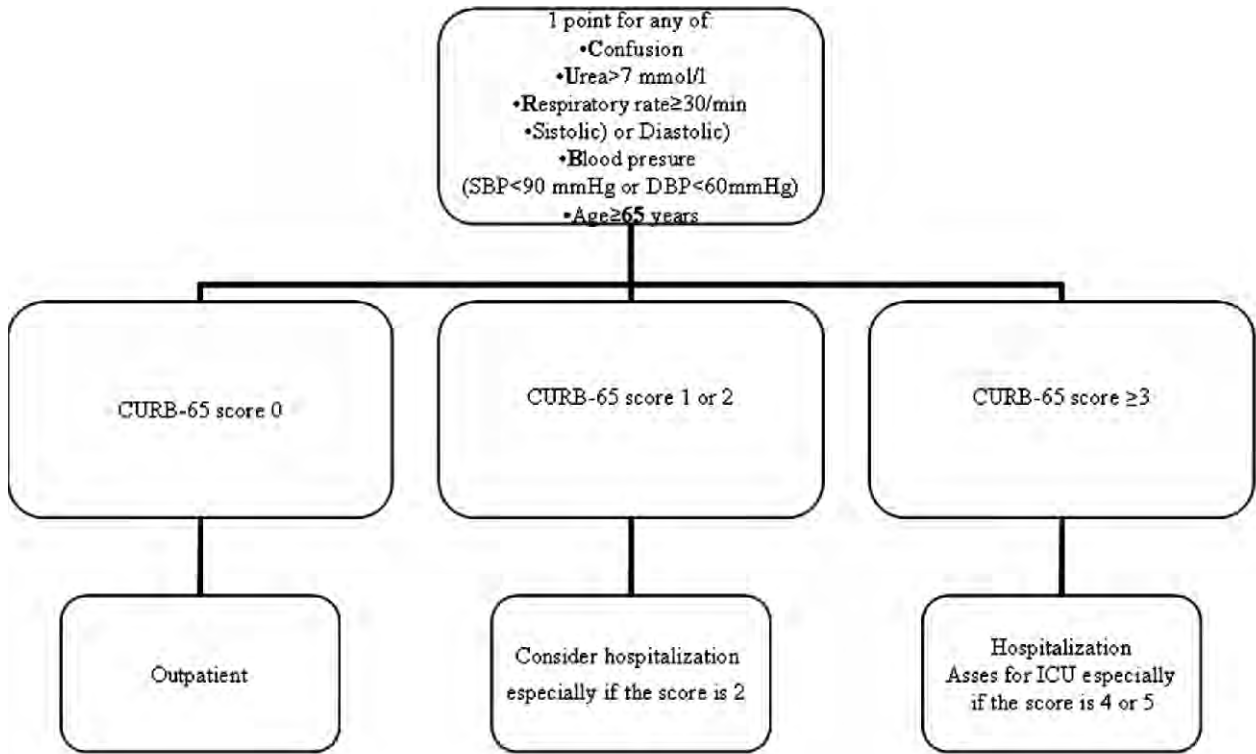 1 point for any of:
•Confusion
•Urea>7 mmol/l
•Respiratory rate≥30/min
•Sistolic) or Diastolic)
•Blood presure
(SBP<90 mmHg or DBP<60mmHg)
•Age≥65 years
CURB-65 score 0
CURB-65 score 1 or 2
CURB-65 score ≥3
Outpatient
Consider hospitalization
especially if the score is 2
Hospitalization
Asses for ICU especially
if the score is 4 or 5